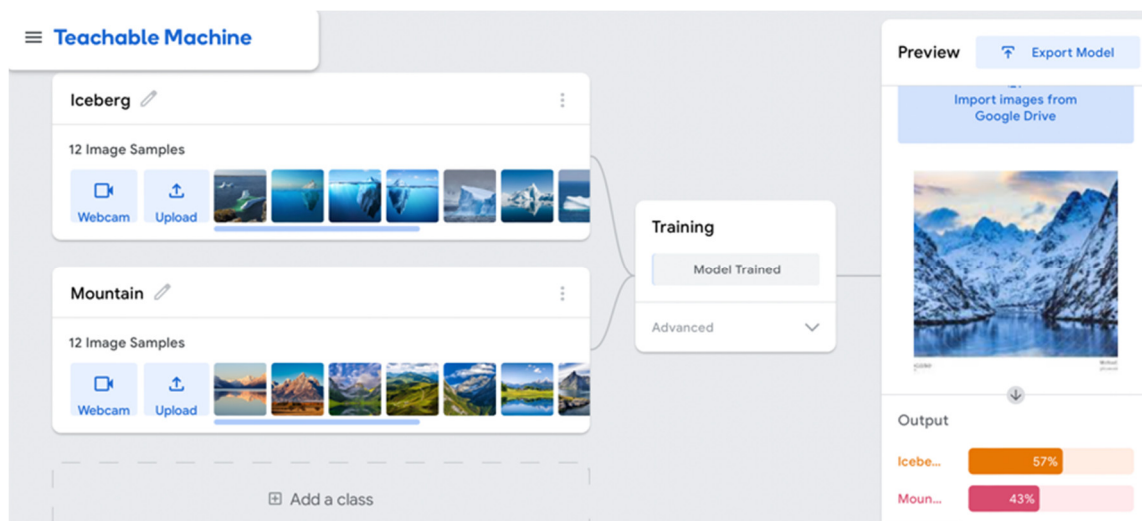 Teachable Machine
Iceberg
12 Image Samples
Webcam
Upload
Mountain
12 Image Samples
Webcam
Upload
Add a class
Training
Model Trained
Advanced
Preview
Export Model
Import images from
Google Drive
Output
Icebe...
57%
Moun...
43%